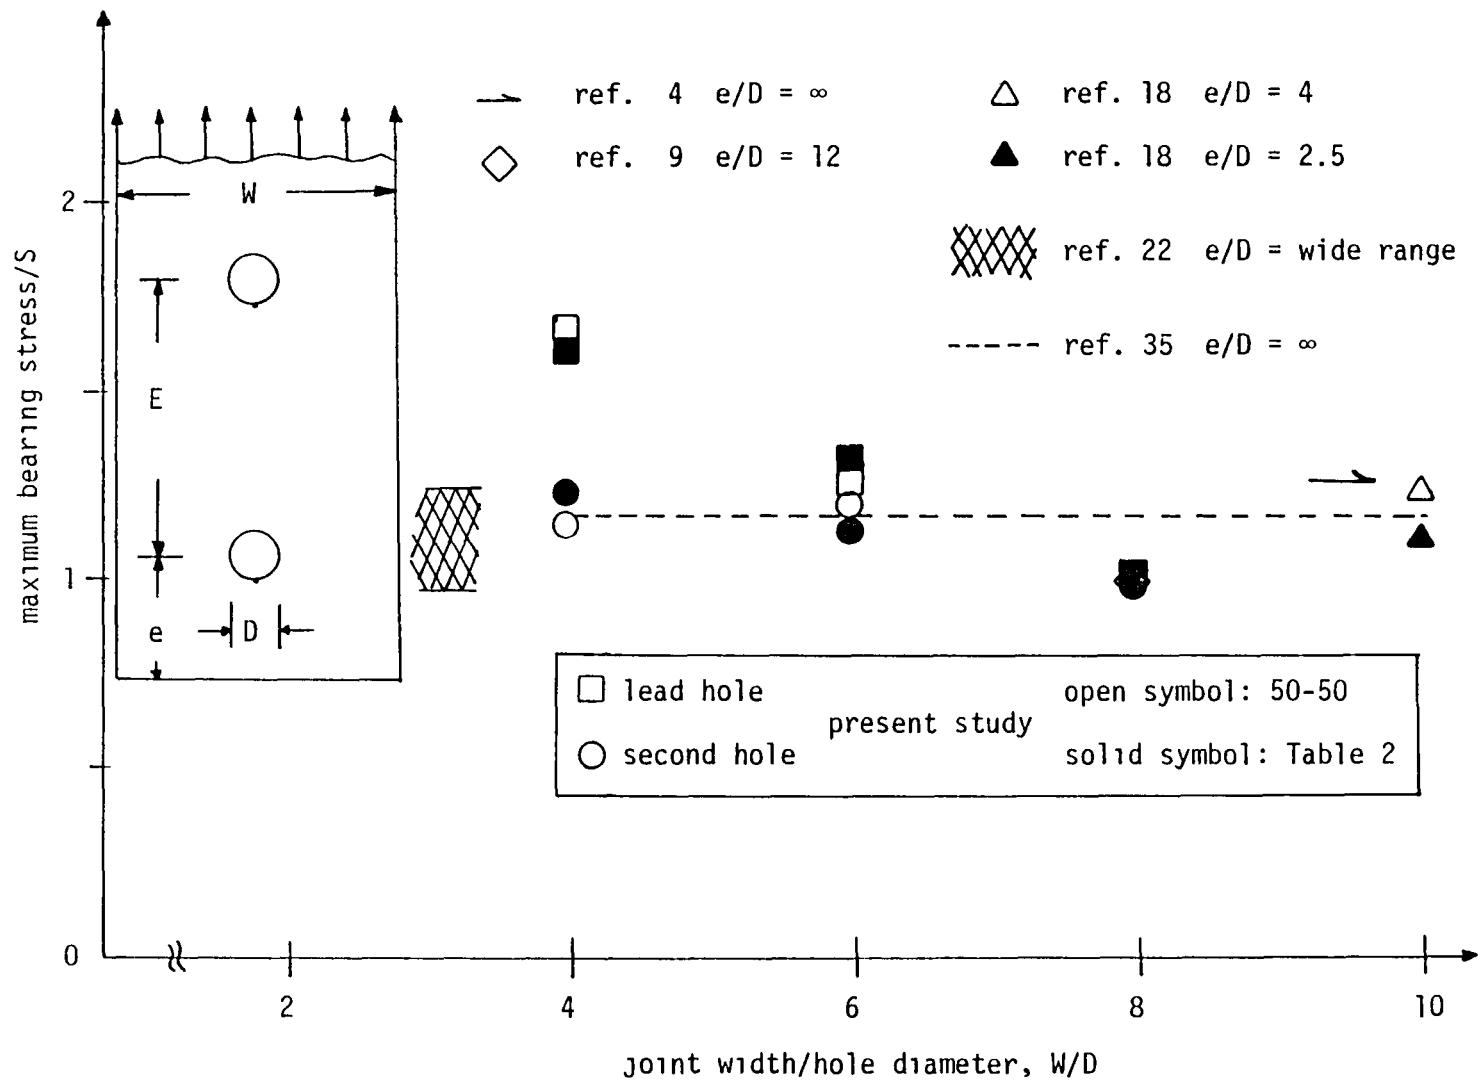 ref. 4 e/D = ∞
ref. 9 e/D = 12
ref. 18 e/D = 4
ref. 18 e/D = 2.5
ref. 22 e/D = wide range
ref. 35 e/D = ∞
W
E
e
D
maximum bearing stress/S
2
1
0
lead hole
second hole
present study
open symbol: 50-50
solid symbol: Table 2
2
4
6
8
10
joint width/hole diameter, W/D